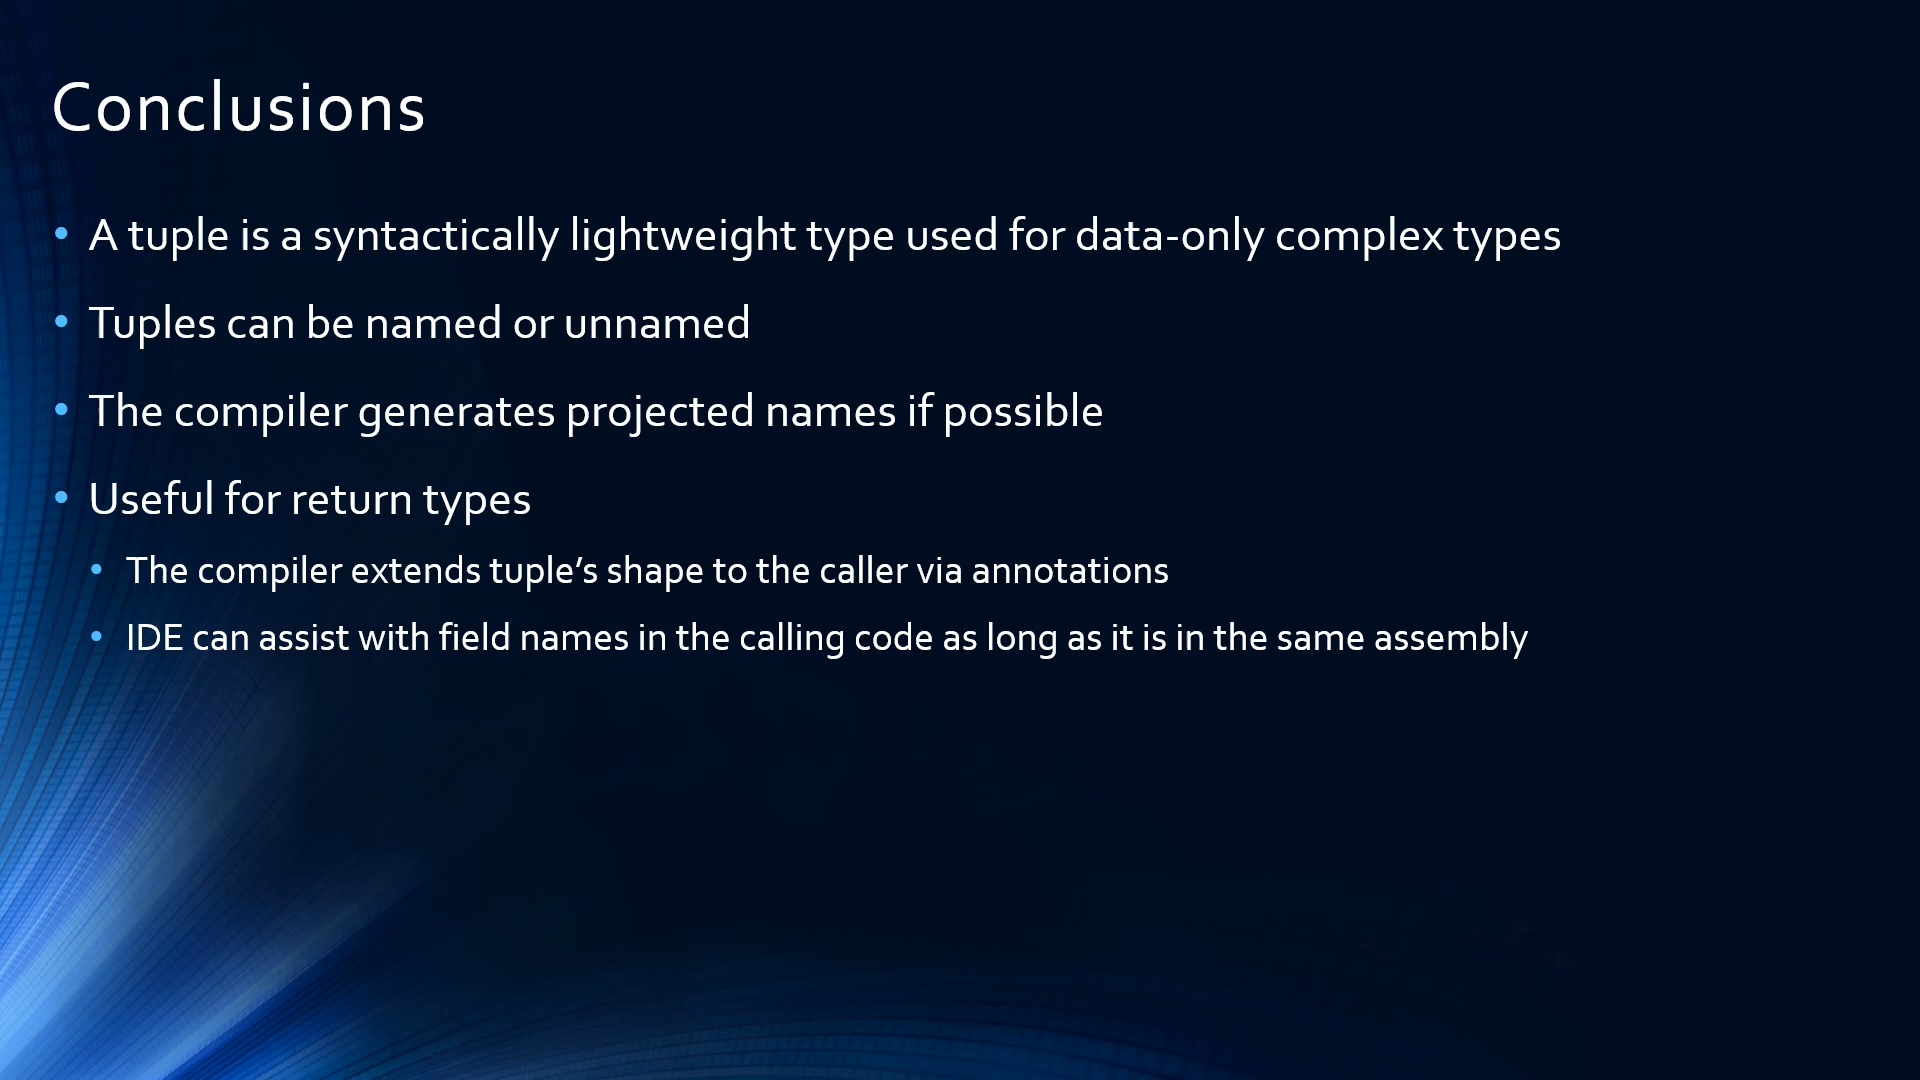 Conclusions
• A tuple is a syntactically lightweight type used for data-only complex types
• Tuples can be named or unnamed
• The compiler generates projected names if possible
• Useful for return types
• The compiler extends tuple’s shape to the caller via annotations
• IDE can assist with field names in the calling code as long as it is in the same assembly